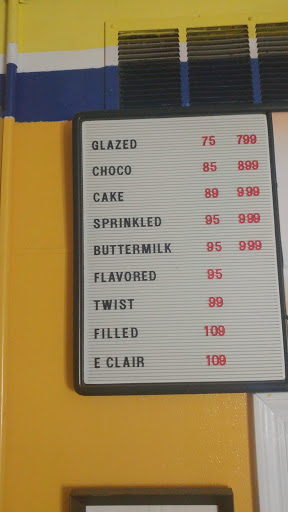 GLAZED 75 799
CHOCO 85 899
CAKE 89 999
SPRINKLED 95 999
BUTTERMILK 95 999
FLAVORED 95
TWIST 99
FILLED 109
E CLAIR 109